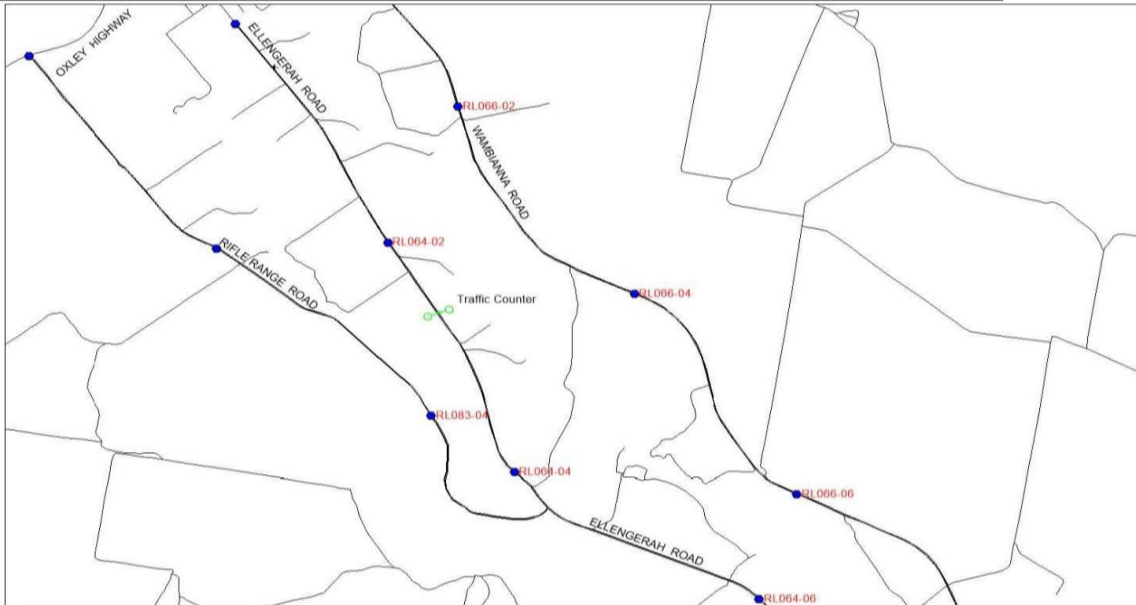 OXLEY HIGHWAY
ELLENGERAH ROAD
RL066-02
WAMBIANNA ROAD
RL064-02
RIFLE RANGE ROAD
RL066-04
Traffic Counter
RL083-04
RL064-04
RL066-06
ELLENGERAH ROAD
RL064-06